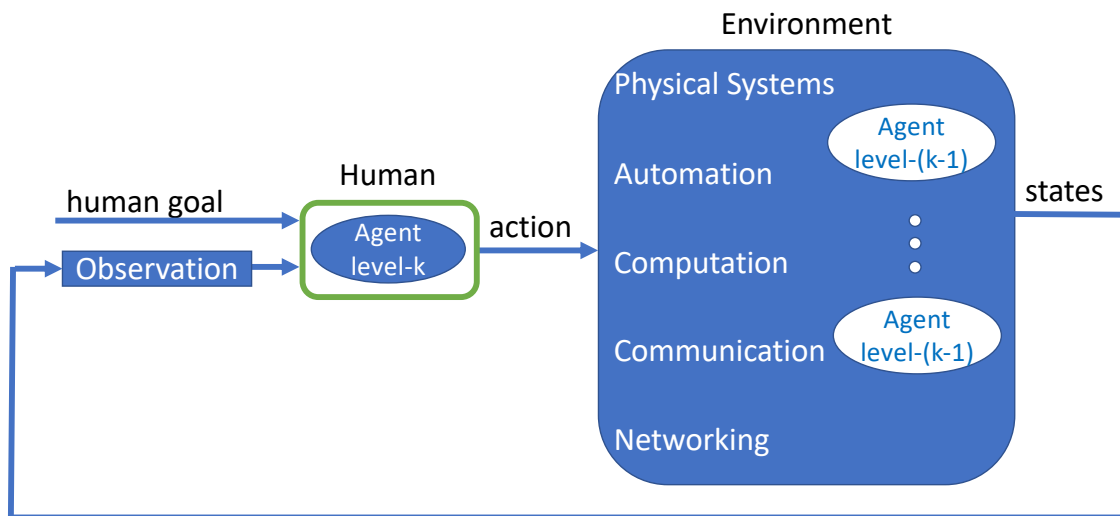 Environment
Physical Systems
Agent
level-(k-1)
Automation
Human
human goal
states
Agent
level-k
action
Observation
Computation
Agent
level-(k-1)
Communication
Networking